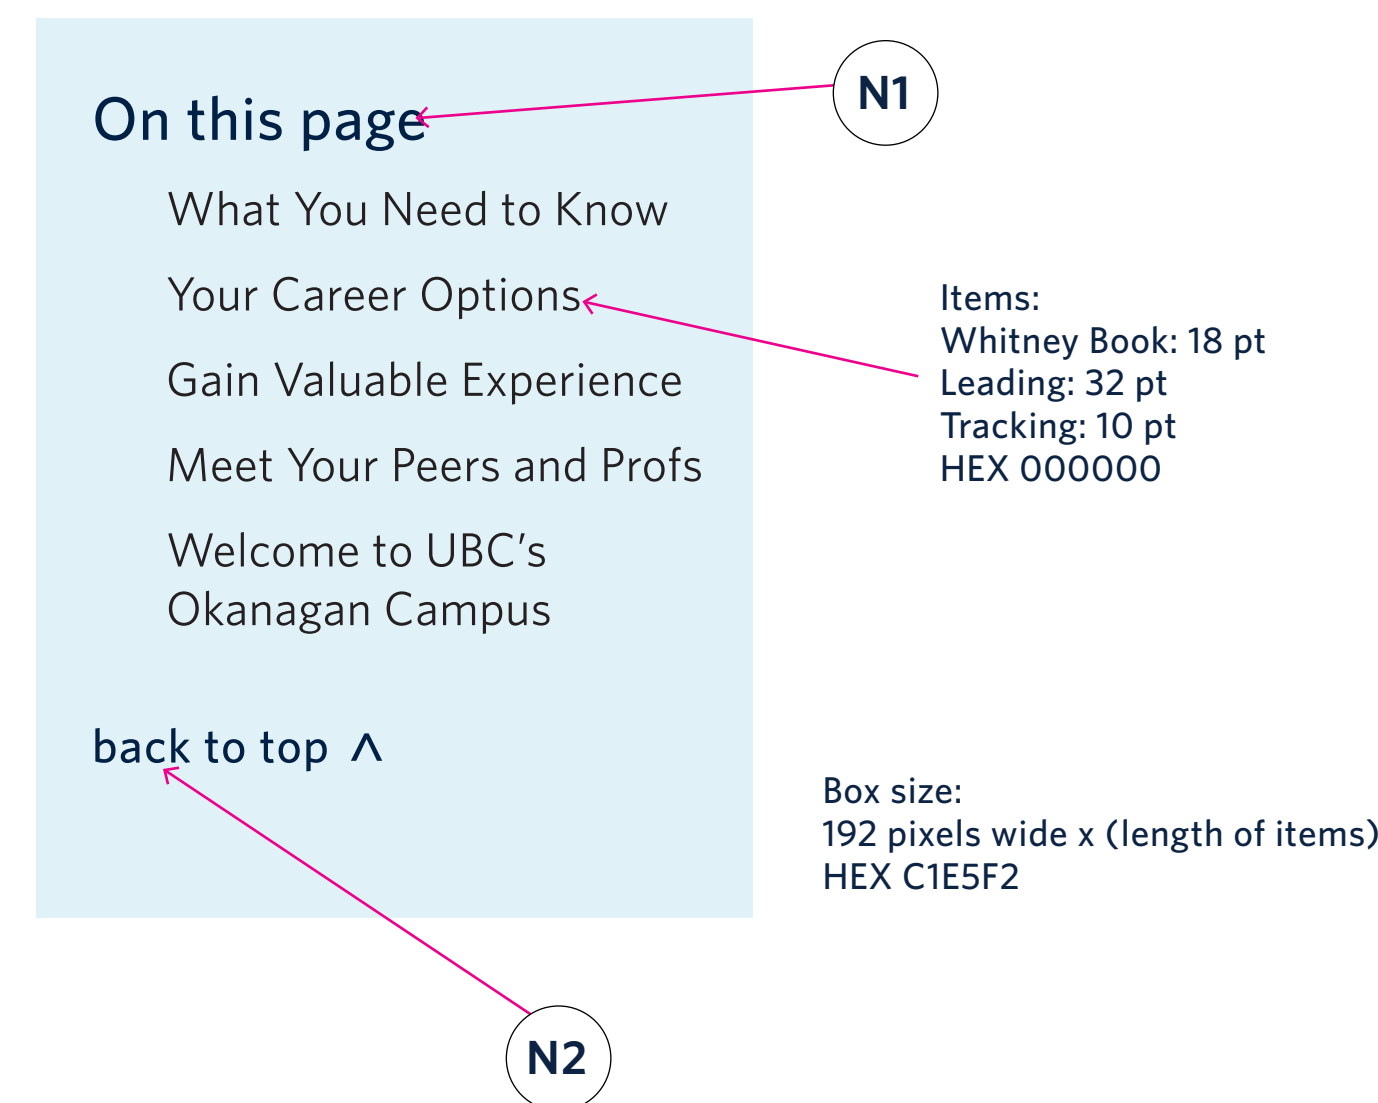 On this page
What You Need to Know
Your Career Options
Gain Valuable Experience
Meet Your Peers and Profs
Welcome to UBC’s
Okanagan Campus
back to top ^
N1
Items:
Whitney Book: 18 pt
Leading: 32 pt
Tracking: 10 pt
HEX 000000
Box size:
192 pixels wide x (length of items)
HEX C1E5F2
N2